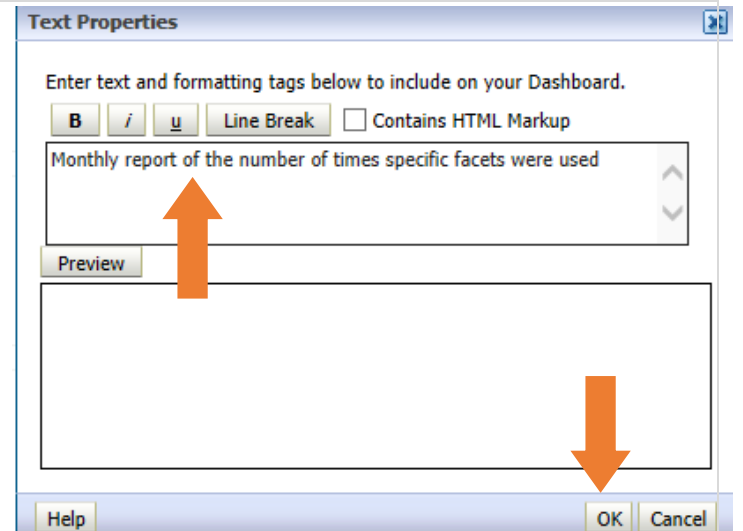 Text Properties
Enter text and formatting tags below to include on your Dashboard.
B i u Line Break Contains HTML Markup
Monthly report of the number of times specific facets were used
Preview
Help OK Cancel